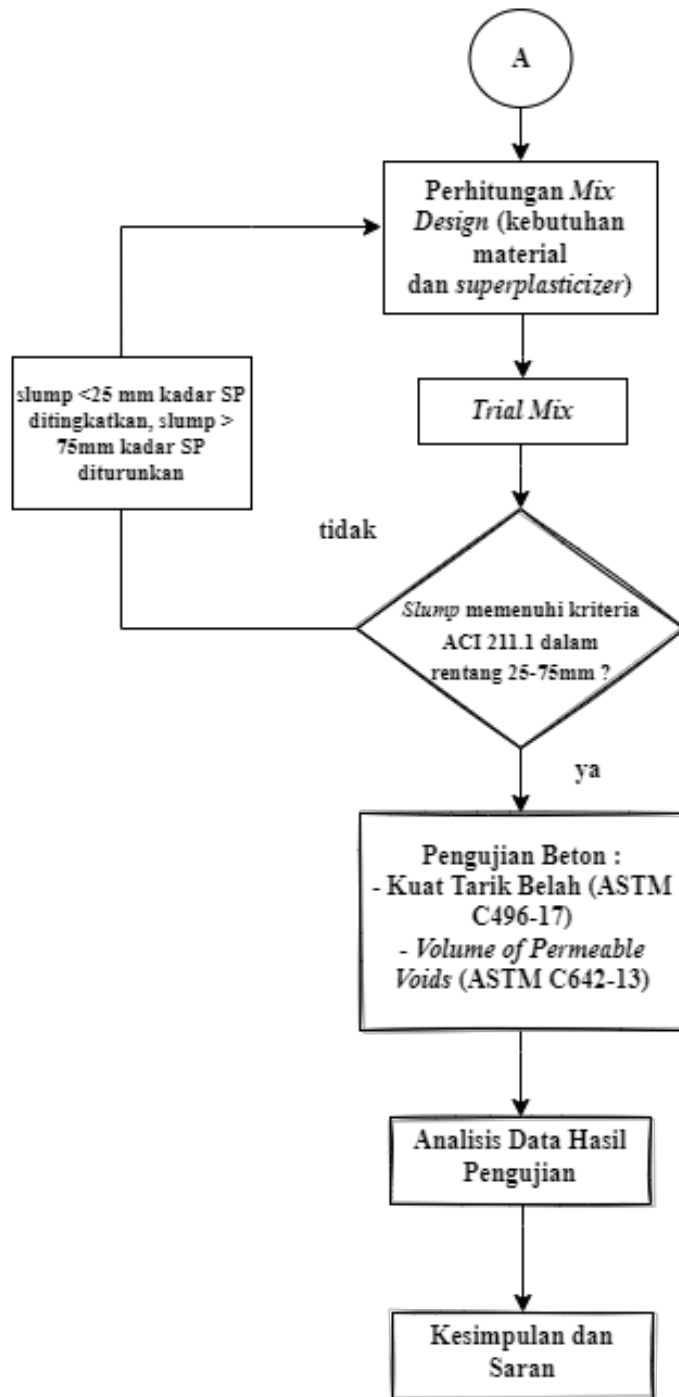 A
Perhitungan Mix
Design (kebutuhan
material
dan superplasticizer)
slump <25 mm kadar SP
ditingkatkan, slump >
75mm kadar SP
diturunkan
Trial Mix
tidak
Slump memenuhi kriteria
ACI 211.1 dalam
rentang 25-75mm ?
ya
Pengujian Beton :
- Kuat Tarik Belah (ASTM
C496-17)
- Volume of Permeable
Voids (ASTM C642-13)
Analisis Data Hasil
Pengujian
Kesimpulan dan
Saran